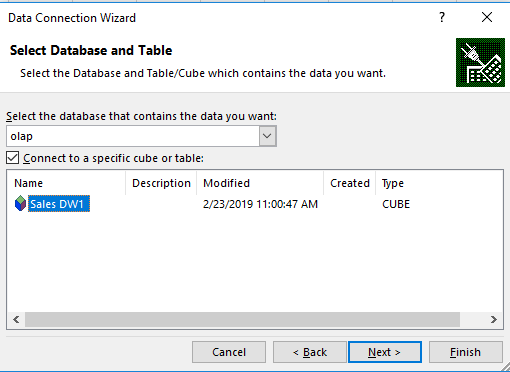 Data Connection Wizard
Select Database and Table
Select the Database and Table/Cube which contains the data you want.
Select the database that contains the data you want:
olap
Connect to a specific cube or table:
Name Description Modified Created Type
Sales DW1 2/23/2019 11:00:47 AM CUBE
Cancel < Back Next > Finish